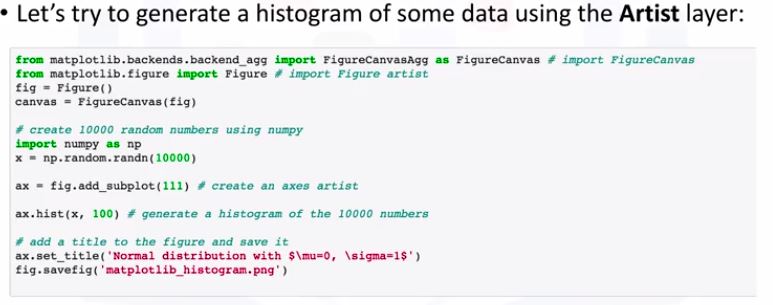 • Let's try to generate a histogram of some data using the Artist layer:
from matplotlib.backends.backend_agg import FigureCanvasAgg as FigureCanvas # import FigureCanvas
from matplotlib.figure import Figure # import Figure artist
fig = Figure()
canvas = FigureCanvas(fig)
# create 10000 random numbers using numpy
import numpy as np
x = np.random.randn(10000)
ax = fig.add_subplot(111) # create an axes artist
ax.hist(x, 100) # generate a histogram of the 10000 numbers
# add a title to the figure and save it
ax.set_title('Normal distribution with $\mu=0, \sigma=1$')
fig.savefig('matplotlib_histogram.png')